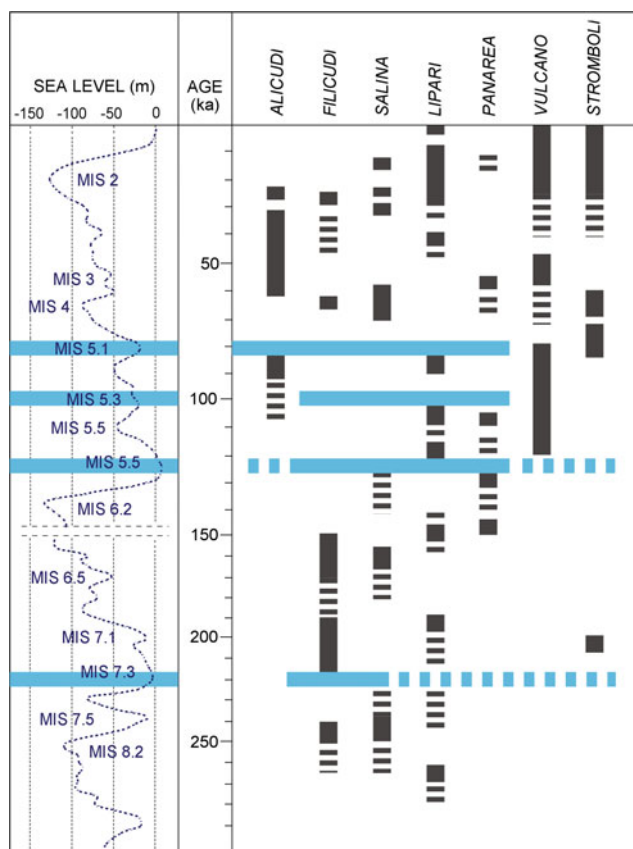 SEA LEVEL (m)
-150 -100 -50 0
AGE
(ka)
ALICUDI
FILICUDI
SALINA
LIPARI
PANAREA
VULCANO
STROMBOLI
MIS 2
MIS 3
50
MIS 4
MIS 5.1
MIS 5.3
100
MIS 5.5
MIS 5.5
MIS 6.2
150
MIS 6.5
MIS 7.1
200
MIS 7.3
MIS 7.5
MIS 8.2
250